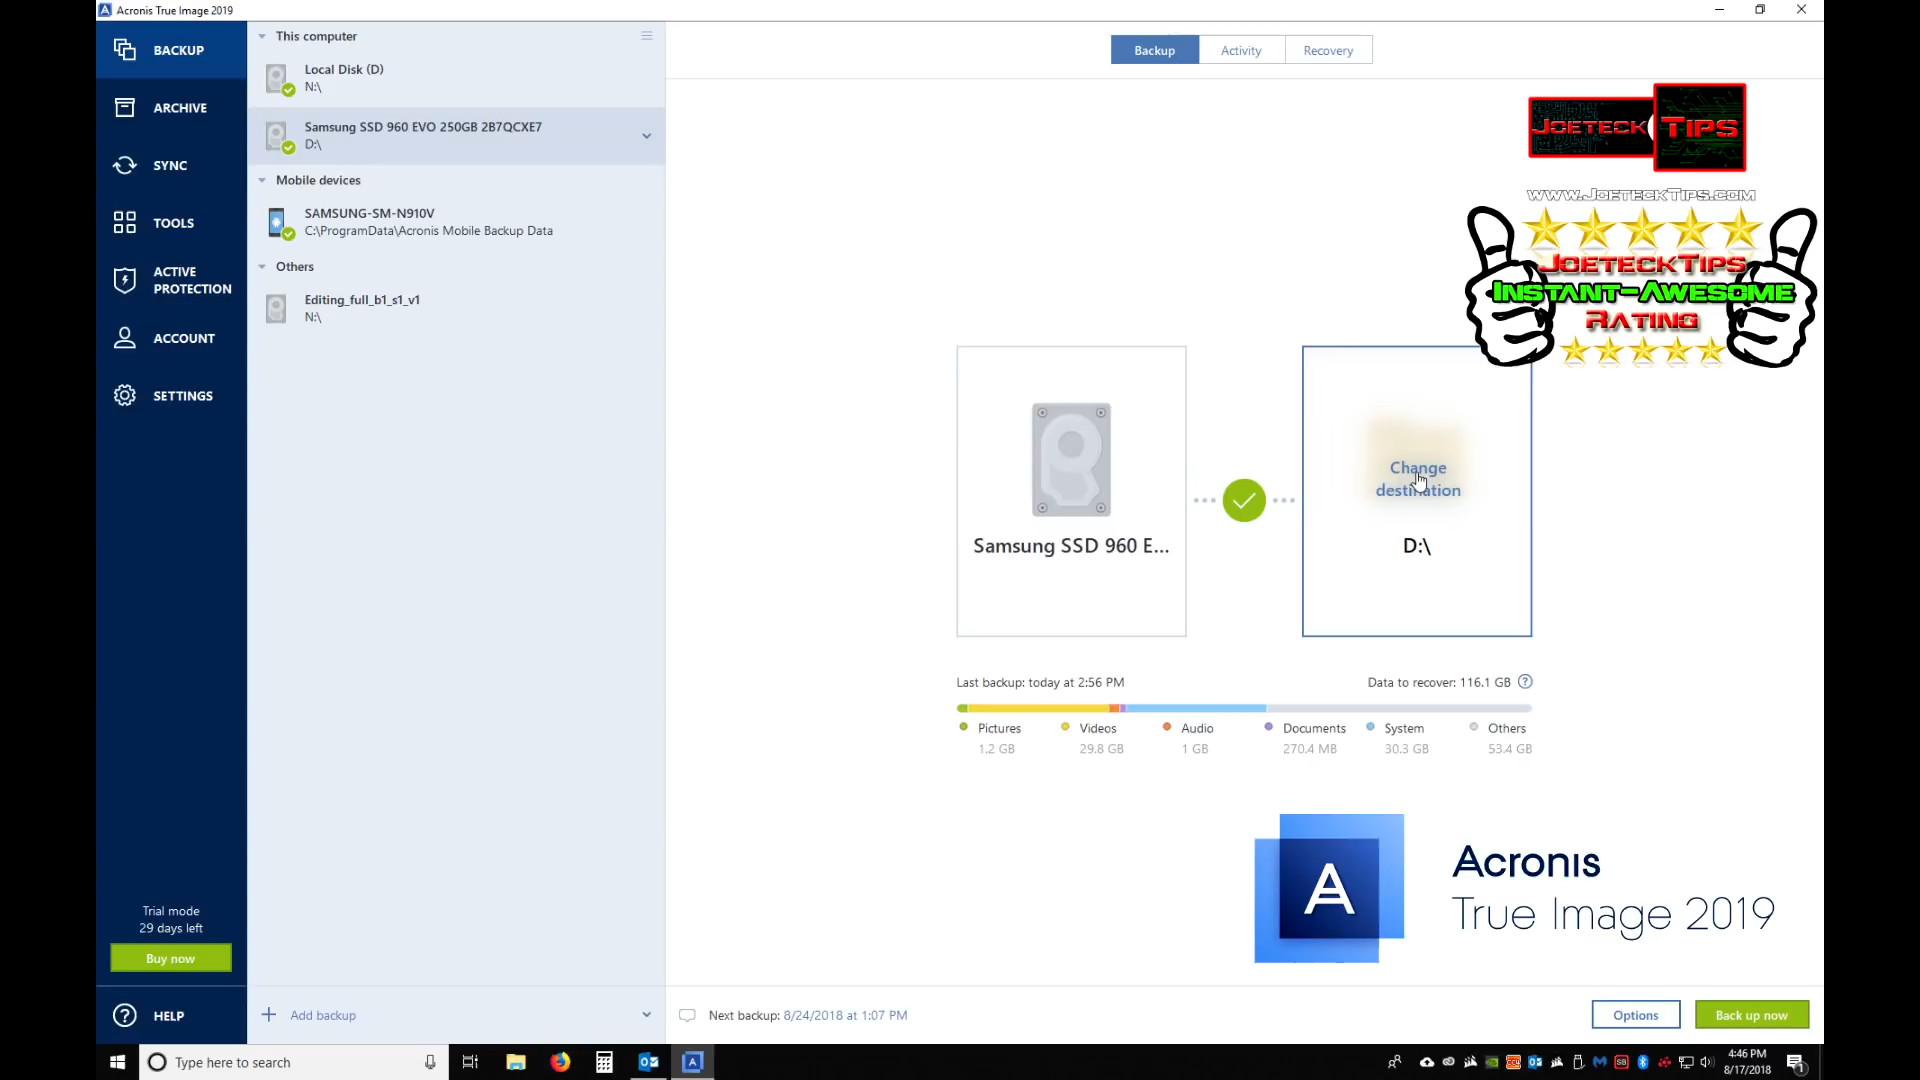 Acronis True Image 2019
BACKUP
ARCHIVE
SYNC
TOOLS
ACTIVE
PROTECTION
ACCOUNT
SETTINGS
Trial mode
29 days left
Buy now
HELP
This computer
Local Disk (D)
N:\
Samsung SSD 960 EVO 250GB 2B7QCXE7
D:\
Mobile devices
SAMSUNG-SM-N910V
C:\ProgramData\Acronis Mobile Backup Data
Others
Editing_full_b1_s1_v1
N:\
Add backup
Backup
Activity
Recovery
JOETECK TIPS
WWW.JOETECKTIPS.COM
JOETECKTIPS
INSTANT-AWESOME
RATING
Samsung SSD 960 E...
Change
destination
D:\
Last backup: today at 2:56 PM
Data to recover: 116.1 GB ?
Pictures
1.2 GB
Videos
29.8 GB
Audio
1 GB
Documents
270.4 MB
System
30.3 GB
Others
53.4 GB
A
Acronis
True Image 2019
Next backup: 8/24/2018 at 1:07 PM
Options
Back up now
Type here to search
4:46 PM
8/17/2018
1